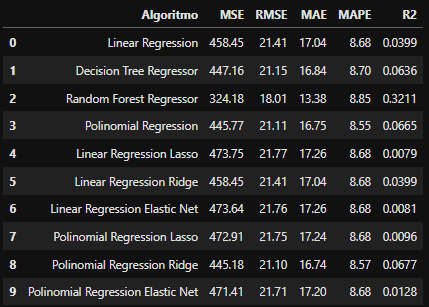 Algoritmo MSE RMSE MAE MAPE R2
0 Linear Regression 458.45 21.41 17.04 8.68 0.0399
1 Decision Tree Regressor 447.16 21.15 16.84 8.70 0.0636
2 Random Forest Regressor 324.18 18.01 13.38 8.85 0.3211
3 Polinomial Regression 445.77 21.11 16.75 8.55 0.0665
4 Linear Regression Lasso 473.75 21.77 17.26 8.68 0.0079
5 Linear Regression Ridge 458.45 21.41 17.04 8.68 0.0399
6 Linear Regression Elastic Net 473.64 21.76 17.26 8.68 0.0081
7 Polinomial Regression Lasso 472.91 21.75 17.24 8.68 0.0096
8 Polinomial Regression Ridge 445.18 21.10 16.74 8.57 0.0677
9 Polinomial Regression Elastic Net 471.41 21.71 17.20 8.68 0.0128